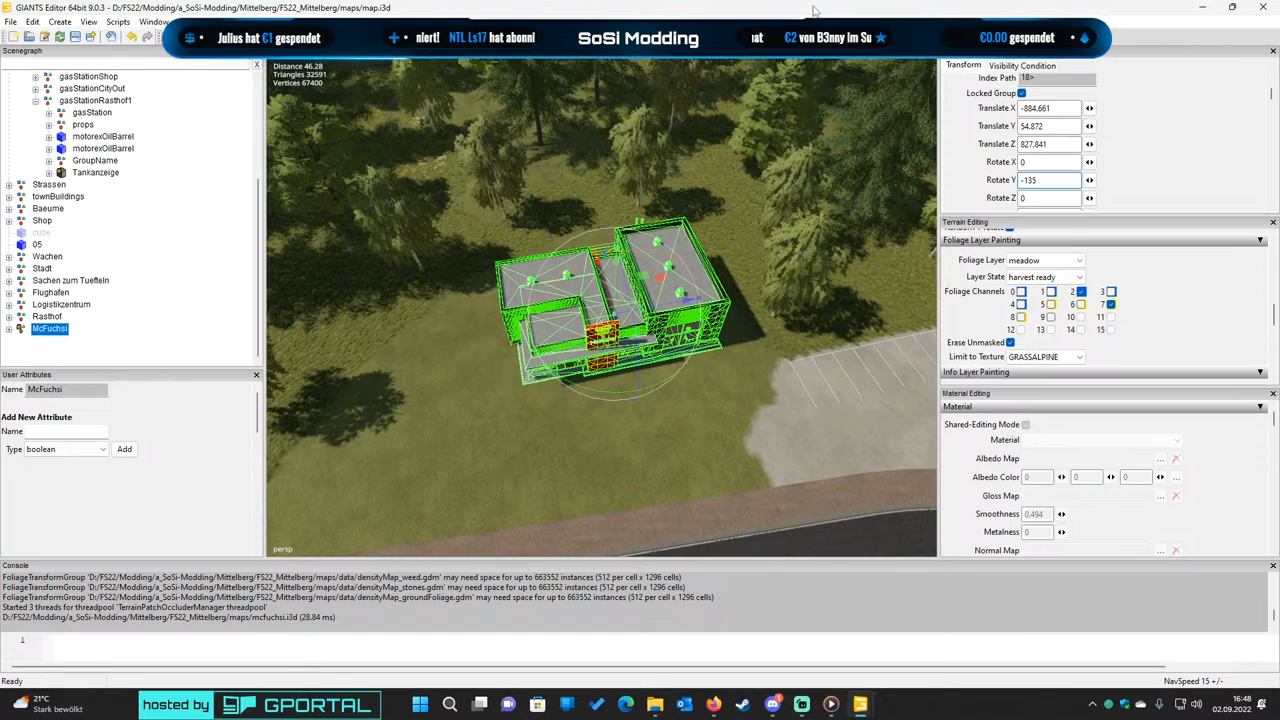 GIANTS Editor 64bit 9.0.3 - D:/FS22/Modding/a_SoSi-Modding/Mittelberg/FS22_Mittelberg/maps/map.i3d
File Edit Create View Scripts Window
Julius hat €1 gespendet
niert! NTL Ls17 hat abonni
SoSi Modding
€2 von B3nny Im Su
€0.00 gespendet
Scenegraph
X
gasStationShop
gasStationCityOut
gasStationRasthof1
gasStation
props
motorexOilBarrel
motorexOilBarrel
GroupName
Tankanzeige
Strassen
townBuildings
Baeume
Shop
cube
05
Wachen
Stadt
Sachen zum Tuefteln
Flughafen
Logistikzentrum
Rasthof
McFuchsi
User Attributes
Name McFuchsi
Add New Attribute
Name
Type boolean Add
Distance 46.28
Triangles 32591
Vertices 67400
persp
Transform Visibility Condition
Index Path 18>
Locked Group
Translate X -884.661
Translate Y 54.872
Translate Z 827.841
Rotate X 0
Rotate Y -135
Rotate Z 0
Terrain Editing
Foliage Layer Painting
Foliage Layer meadow
Layer State harvest ready
Foliage Channels 0 1 2 3
4 5 6 7
8 9 10 11
12 13 14 15
Erase Unmasked
Limit to Texture GRASSALPINE
Info Layer Painting
Material Editing
Material
Shared-Editing Mode
Material
Albedo Map ...
Albedo Color 0 0 0 ...
Gloss Map ...
Smoothness 0.494
Metalness 0
Normal Map ...
Console
FoliageTransformGroup 'D:/FS22/Modding/a_SoSi-Modding/Mittelberg/FS22_Mittelberg/maps/data/densityMap_weed.gdm' may need space for up to 663552 instances (512 per cell x 1296 cells)
FoliageTransformGroup 'D:/FS22/Modding/a_SoSi-Modding/Mittelberg/FS22_Mittelberg/maps/data/densityMap_stones.gdm' may need space for up to 663552 instances (512 per cell x 1296 cells)
FoliageTransformGroup 'D:/FS22/Modding/a_SoSi-Modding/Mittelberg/FS22_Mittelberg/maps/data/densityMap_groundFoliage.gdm' may need space for up to 663552 instances (512 per cell x 1296 cells)
Started 3 threads for threadpool 'TerrainPatchOccluderManager threadpool'
D:/FS22/Modding/a_SoSi-Modding/Mittelberg/FS22_Mittelberg/maps/mcfuchsi.i3d (28.84 ms)
1
Ready
NavSpeed 15 +/-
21°C
Stark bewölkt
hosted by GPORTAL
16:48
02.09.2022